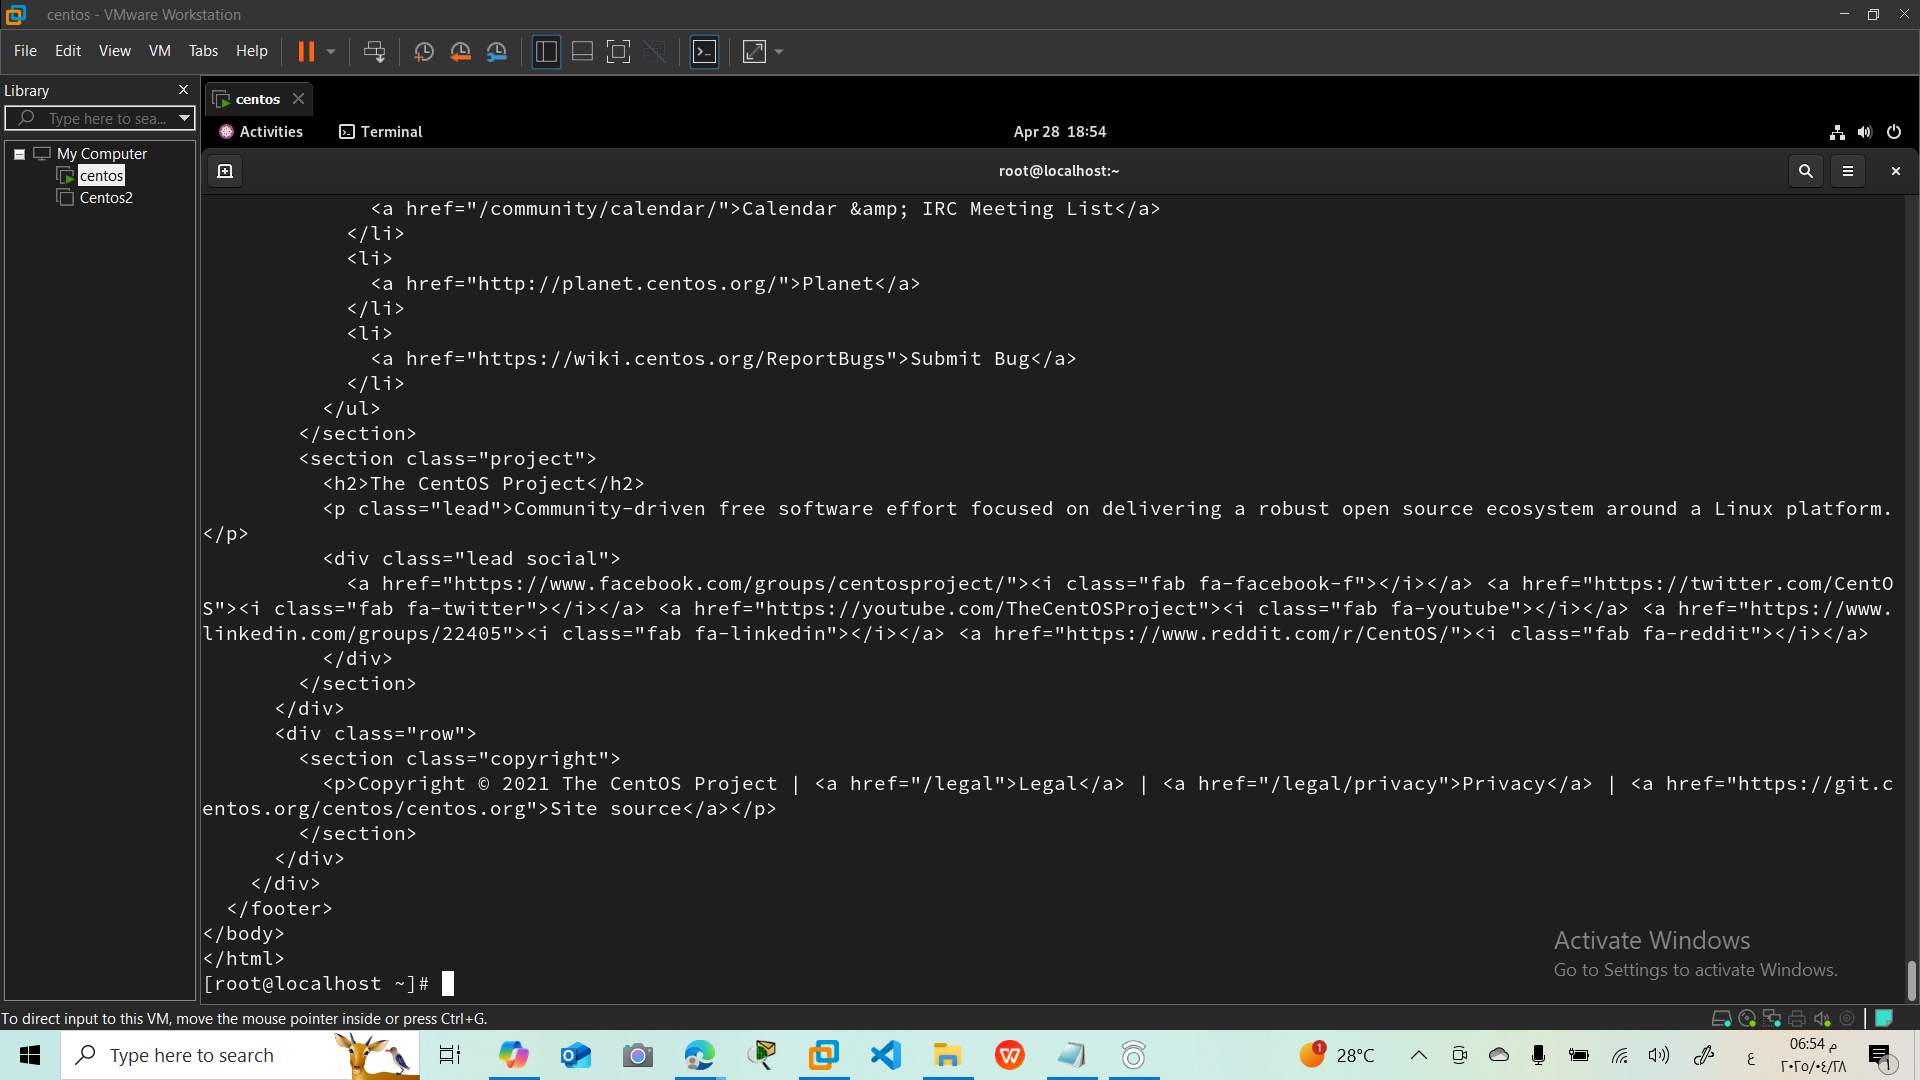 centos - VMware Workstation
File Edit View VM Tabs Help
Library
Type here to sea...
My Computer
centos
Centos2
centos
Activities Terminal Apr 28 18:54
root@localhost:~
<a href="/community/calendar/">Calendar &amp; IRC Meeting List</a>
</li>
<li>
<a href="http://planet.centos.org/">Planet</a>
</li>
<li>
<a href="https://wiki.centos.org/ReportBugs">Submit Bug</a>
</li>
</ul>
</section>
<section class="project">
<h2>The CentOS Project</h2>
<p class="lead">Community-driven free software effort focused on delivering a robust open source ecosystem around a Linux platform.
</p>
<div class="lead social">
<a href="https://www.facebook.com/groups/centosproject/"><i class="fab fa-facebook-f"></i></a> <a href="https://twitter.com/CentO
S"><i class="fab fa-twitter"></i></a> <a href="https://youtube.com/TheCentOSProject"><i class="fab fa-youtube"></i></a> <a href="https://www.
linkedin.com/groups/22405"><i class="fab fa-linkedin"></i></a> <a href="https://www.reddit.com/r/CentOS/"><i class="fab fa-reddit"></i></a>
</div>
</section>
</div>
<div class="row">
<section class="copyright">
<p>Copyright © 2021 The CentOS Project | <a href="/legal">Legal</a> | <a href="/legal/privacy">Privacy</a> | <a href="https://git.c
entos.org/centos/centos.org">Site source</a></p>
</section>
</div>
</div>
</footer>
</body>
</html>
[root@localhost ~]#
Activate Windows
Go to Settings to activate Windows.
To direct input to this VM, move the mouse pointer inside or press Ctrl+G.
Type here to search
1
28°C
ع
06:54 م
٢٠٢٥/٠٤/٢٨
١